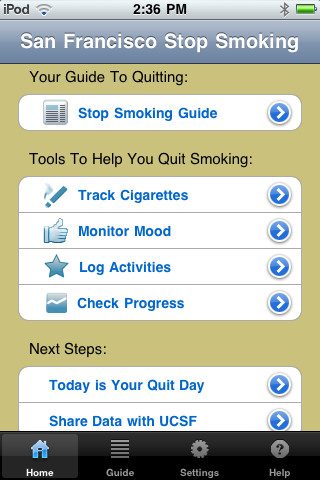 iPod 2:36 PM
San Francisco Stop Smoking
Your Guide To Quitting:
Stop Smoking Guide
Tools To Help You Quit Smoking:
Track Cigarettes
Monitor Mood
Log Activities
Check Progress
Next Steps:
Today is Your Quit Day
Share Data with UCSF
Home Guide Settings Help